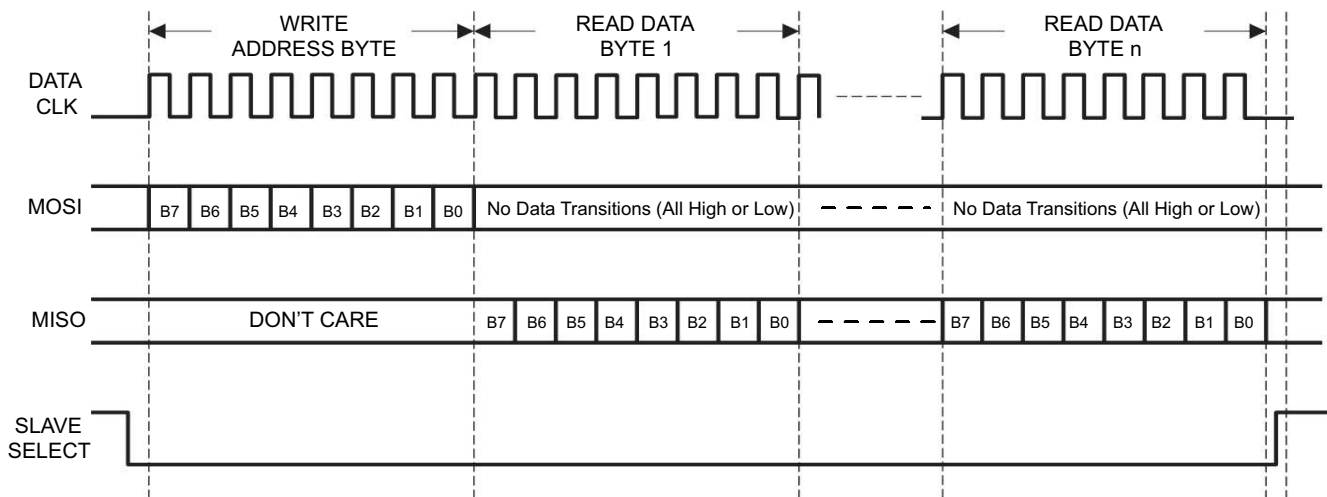 WRITE
ADDRESS BYTE
READ DATA
BYTE 1
READ DATA
BYTE n
DATA
CLK
MOSI
B7 B6 B5 B4 B3 B2 B1 B0 No Data Transitions (All High or Low) No Data Transitions (All High or Low)
MISO
DON'T CARE B7 B6 B5 B4 B3 B2 B1 B0 B7 B6 B5 B4 B3 B2 B1 B0
SLAVE
SELECT